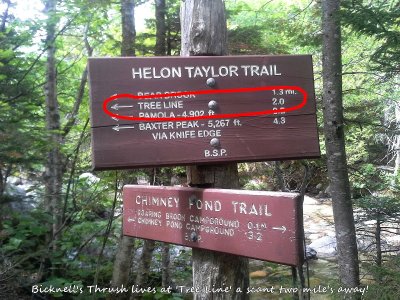 HELON TAYLOR TRAIL
BEAR BROOK 1.3 mi.
TREE LINE 2.0
PAMOLA - 4,902 ft.
BAXTER PEAK - 5,267 ft. 4.3
VIA KNIFE EDGE
B.S.P.
CHIMNEY POND TRAIL
ROARING BROOK CAMPGROUND 0.1 m
CHIMNEY POND CAMPGROUND 3.2
B.S.P.
Bicknell's Thrush lives at 'Tree Line' a scant two mile's away!